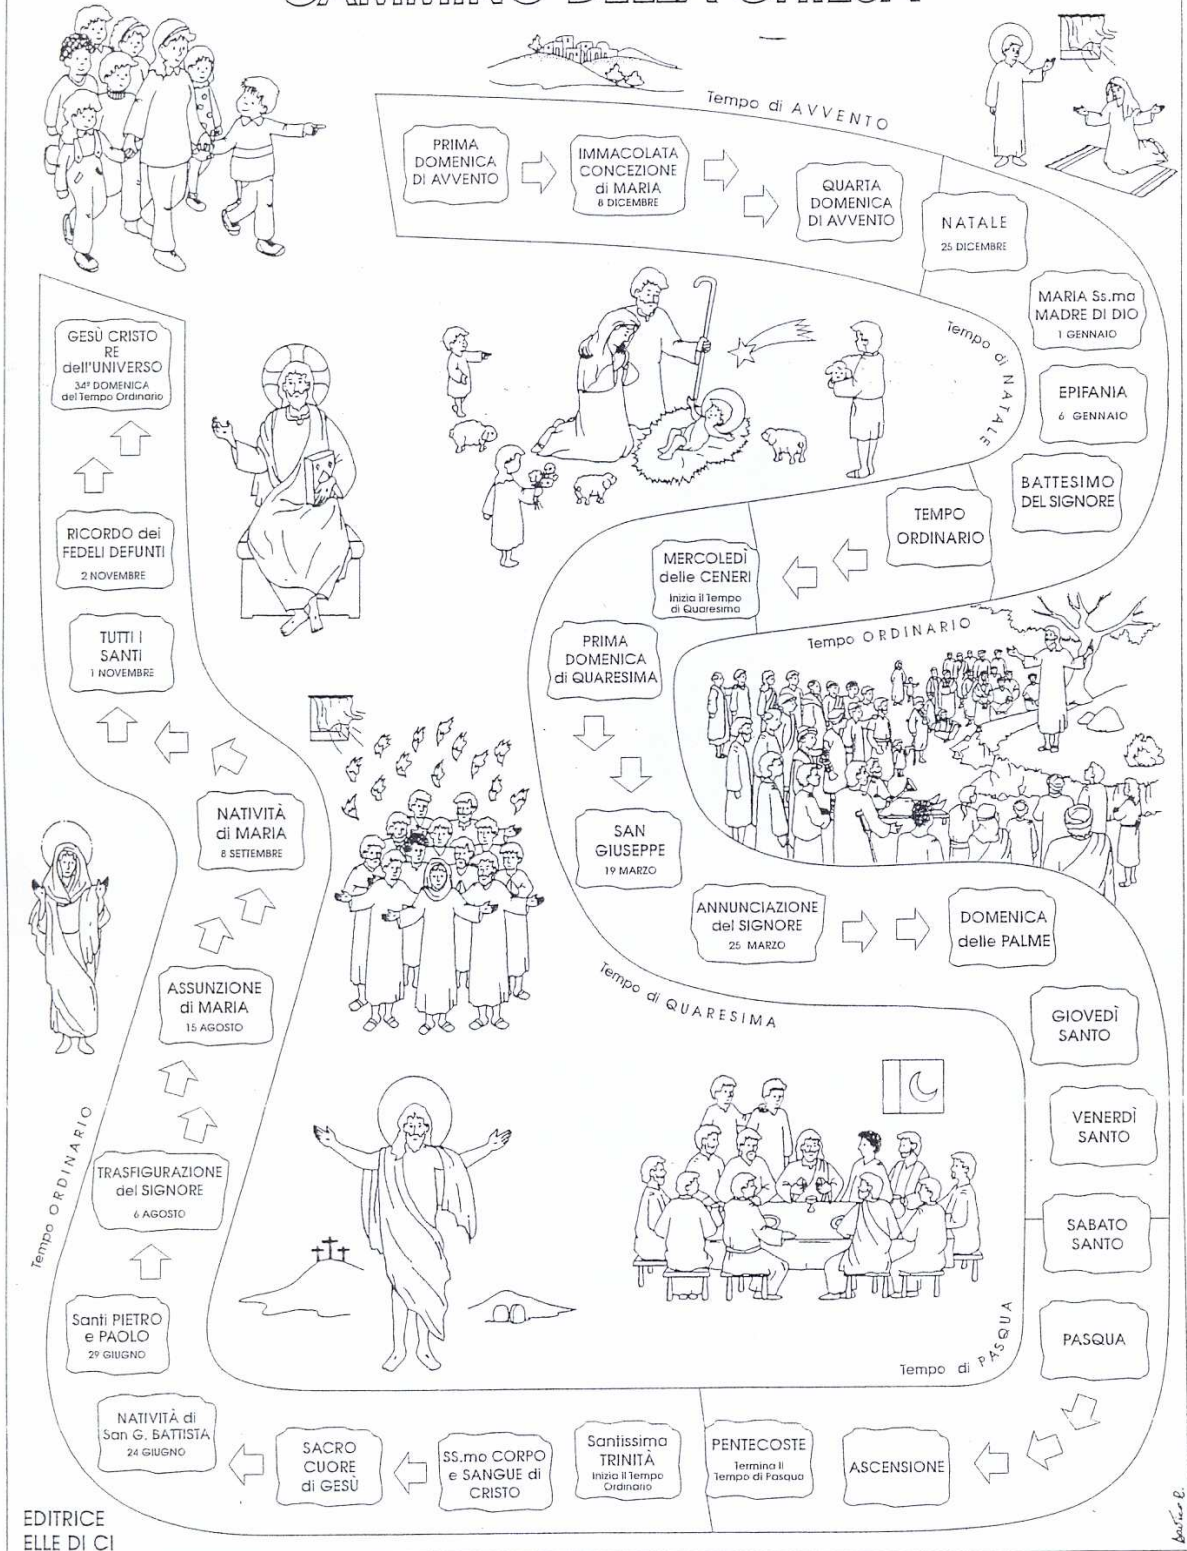 CAMMINO DELLA CHIESA
Tempo di AVVENTO
PRIMA
DOMENICA
DI AVVENTO
IMMACOLATA
CONCEZIONE
di MARIA
8 DICEMBRE
QUARTA
DOMENICA
DI AVVENTO
NATALE
25 DICEMBRE
MARIA Ss.ma
MADRE DI DIO
1 GENNAIO
Tempo di NATALE
EPIFANIA
6 GENNAIO
BATTESIMO
DEL SIGNORE
TEMPO
ORDINARIO
MERCOLEDÌ
delle CENERI
Inizia il Tempo
di Quaresima
Tempo ORDINARIO
PRIMA
DOMENICA
di QUARESIMA
SAN
GIUSEPPE
19 MARZO
ANNUNCIAZIONE
del SIGNORE
25 MARZO
DOMENICA
delle PALME
Tempo di QUARESIMA
GIOVEDÌ
SANTO
VENERDÌ
SANTO
SABATO
SANTO
PASQUA
Tempo di PASQUA
ASCENSIONE
PENTECOSTE
Termina il
Tempo di Pasqua
Santissima
TRINITÀ
Inizia il Tempo
Ordinario
SS.mo CORPO
e SANGUE di
CRISTO
SACRO
CUORE
di GESÙ
NATIVITÀ di
San G. BATTISTA
24 GIUGNO
Santi PIETRO
e PAOLO
29 GIUGNO
Tempo ORDINARIO
TRASFIGURAZIONE
del SIGNORE
6 AGOSTO
ASSUNZIONE
di MARIA
15 AGOSTO
NATIVITÀ
di MARIA
8 SETTEMBRE
TUTTI I
SANTI
1 NOVEMBRE
RICORDO dei
FEDELI DEFUNTI
2 NOVEMBRE
GESÙ CRISTO
RE
dell'UNIVERSO
34ª DOMENICA
del Tempo Ordinario
EDITRICE
ELLE DI CI